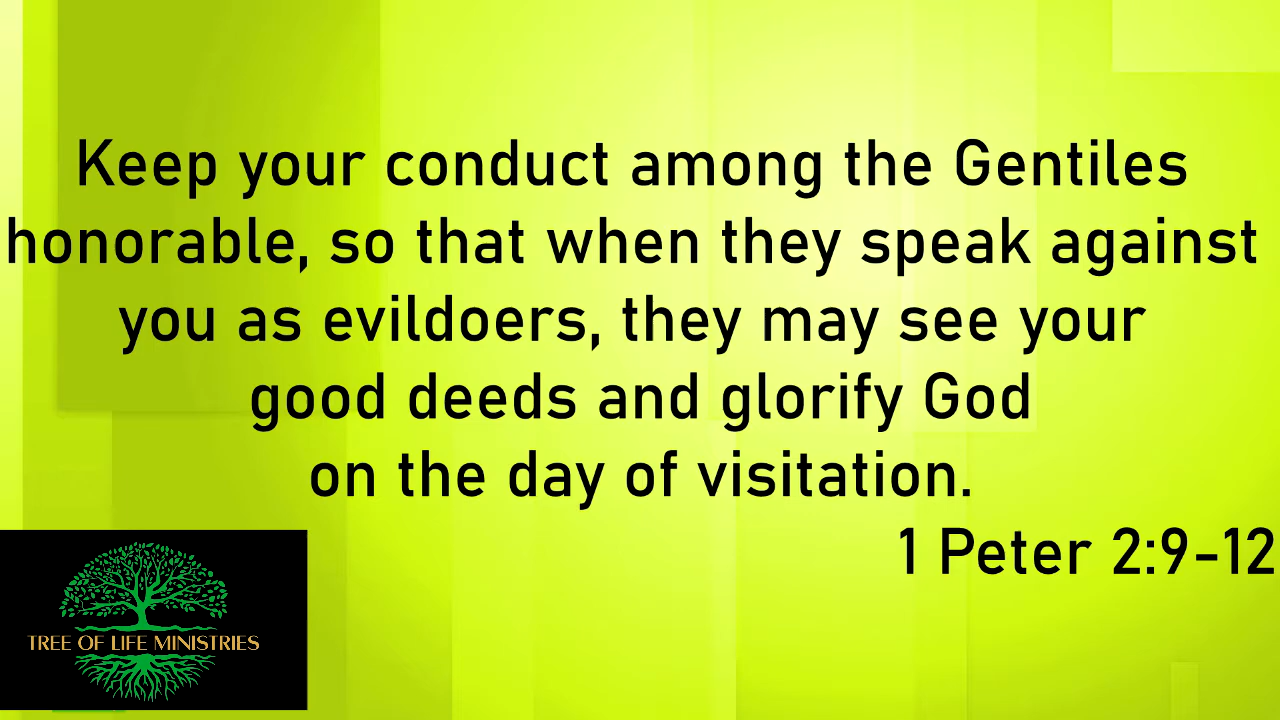 Keep your conduct among the Gentiles
honorable, so that when they speak against
you as evildoers, they may see your
good deeds and glorify God
on the day of visitation.
1 Peter 2:9-12
TREE OF LIFE MINISTRIES